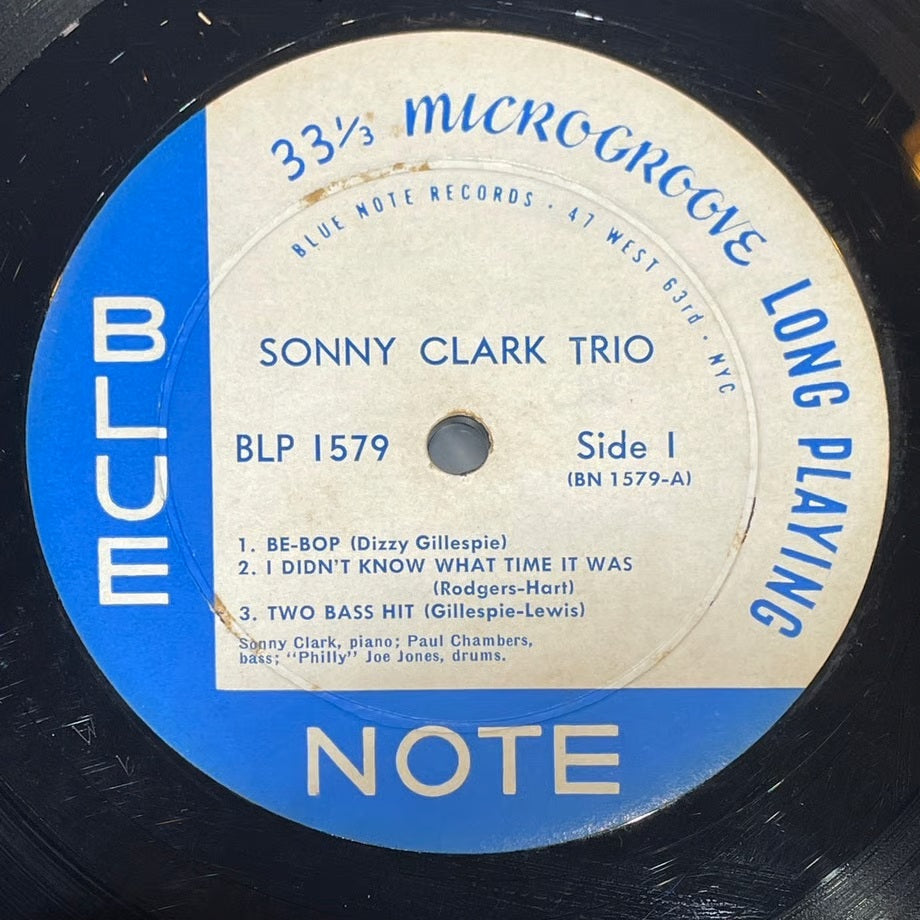 33⅓ MICROGROOVE LONG PLAYING
BLUE NOTE RECORDS · 47 WEST 63rd · NYC
BLUE
SONNY CLARK TRIO
BLP 1579
Side 1
(BN 1579-A)
1. BE-BOP (Dizzy Gillespie)
2. I DIDN'T KNOW WHAT TIME IT WAS
(Rodgers-Hart)
3. TWO BASS HIT (Gillespie-Lewis)
Sonny Clark, piano; Paul Chambers,
bass; "Philly" Joe Jones, drums.
NOTE